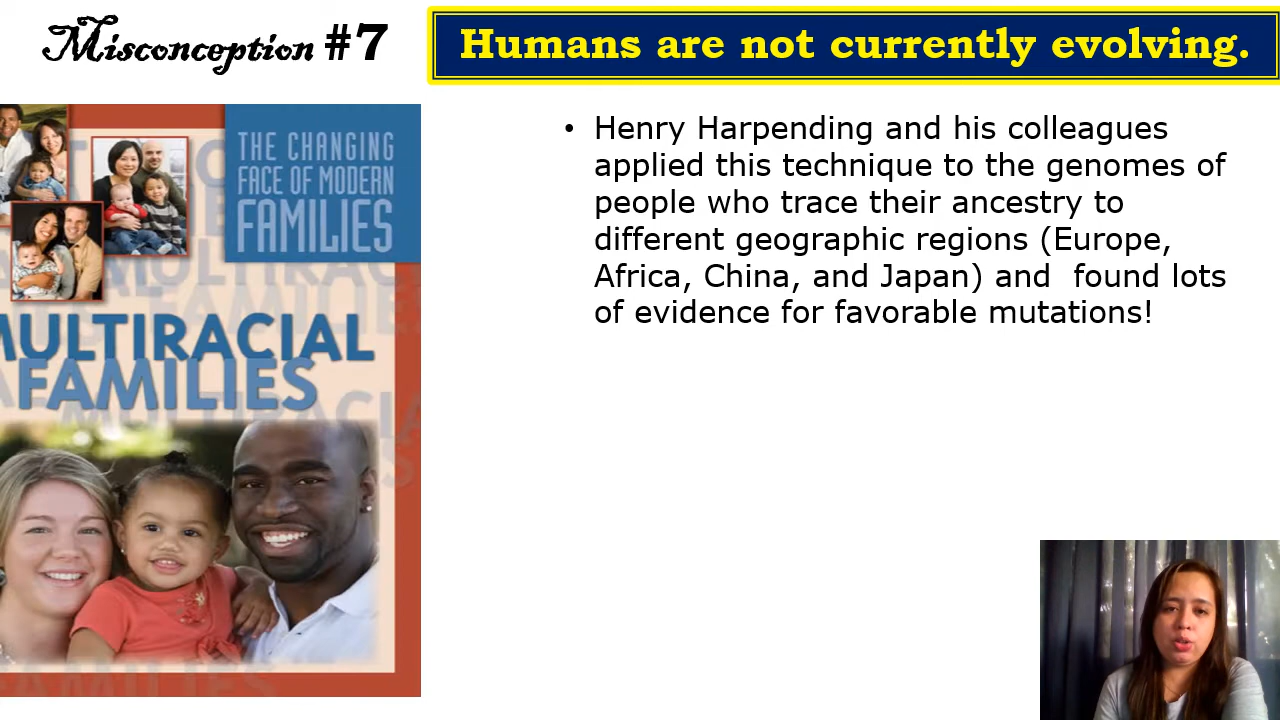 Misconception #7
Humans are not currently evolving.
• Henry Harpending and his colleagues
applied this technique to the genomes of
people who trace their ancestry to
different geographic regions (Europe,
Africa, China, and Japan) and  found lots
of evidence for favorable mutations!
THE CHANGING
FACE OF MODERN
FAMILIES
MULTIRACIAL
FAMILIES